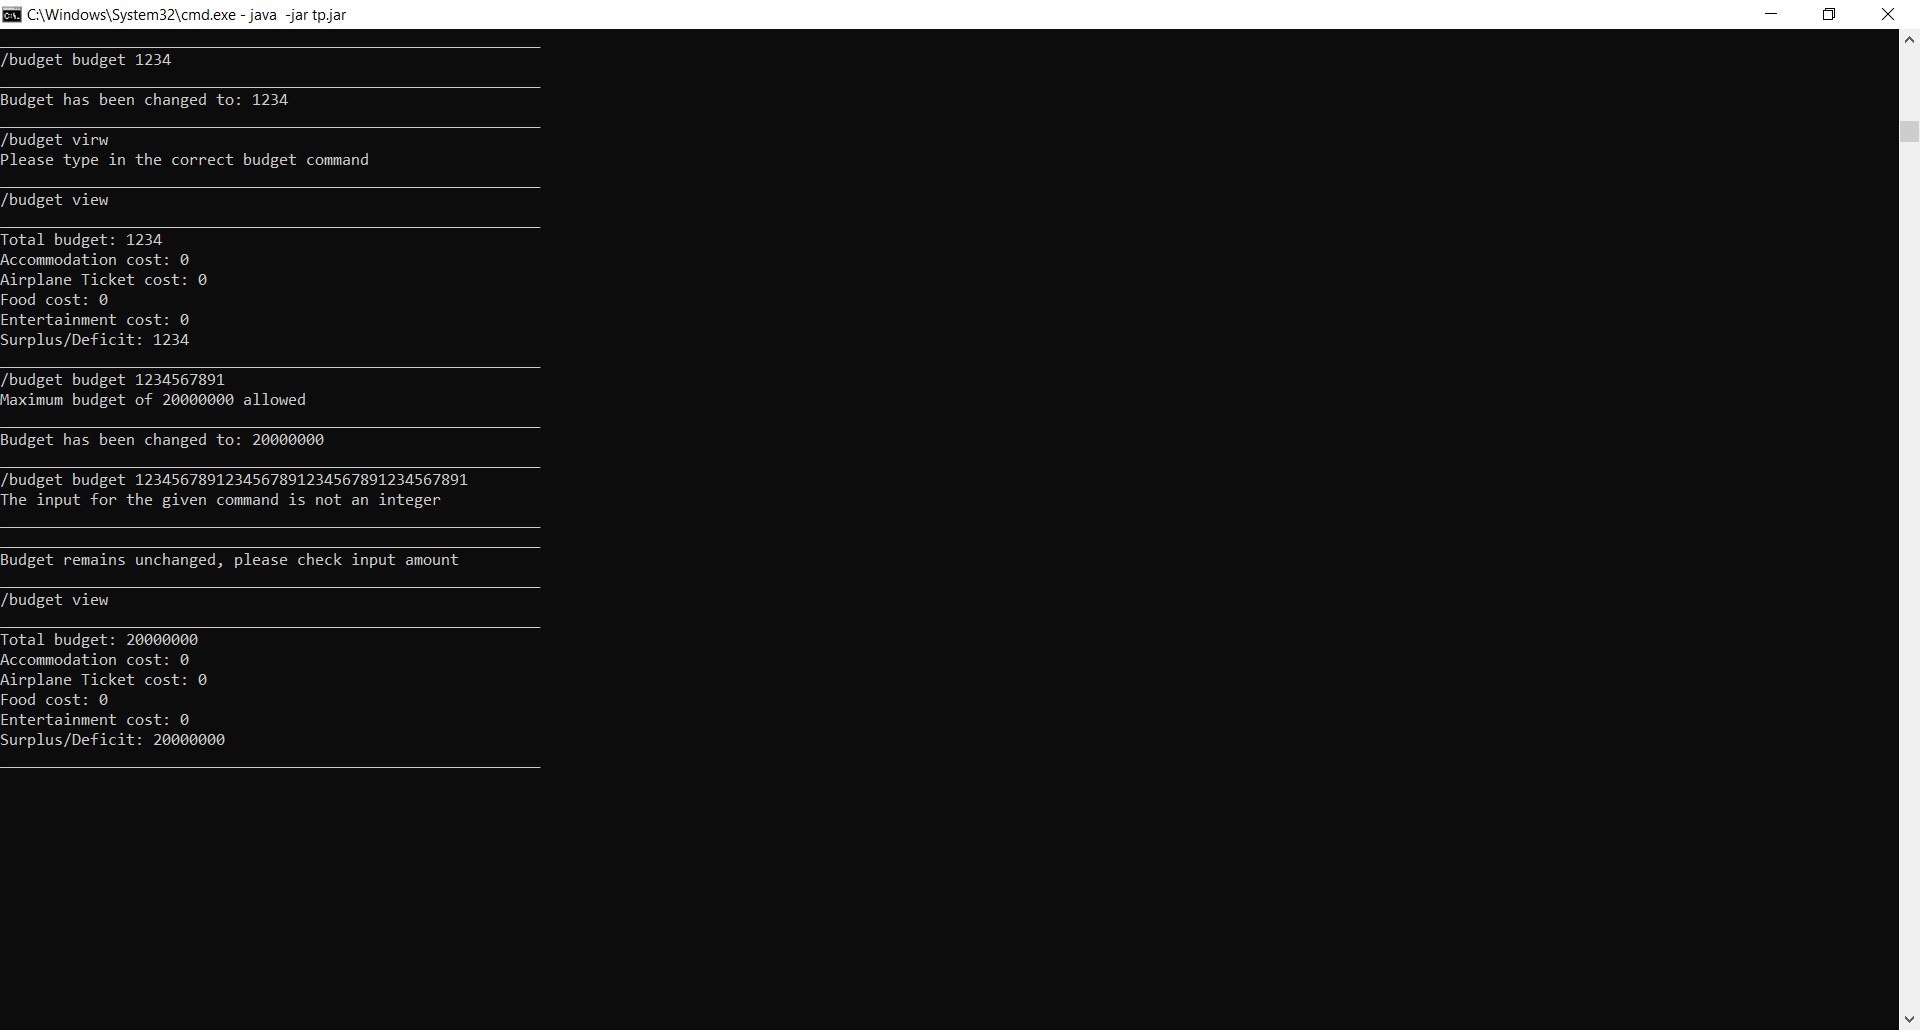 C:\Windows\System32\cmd.exe - java  -jar tp.jar
/budget budget 1234
Budget has been changed to: 1234
/budget virw
Please type in the correct budget command
/budget view
Total budget: 1234
Accommodation cost: 0
Airplane Ticket cost: 0
Food cost: 0
Entertainment cost: 0
Surplus/Deficit: 1234
/budget budget 1234567891
Maximum budget of 20000000 allowed
Budget has been changed to: 20000000
/budget budget 1234567891234567891234567891234567891
The input for the given command is not an integer
Budget remains unchanged, please check input amount
/budget view
Total budget: 20000000
Accommodation cost: 0
Airplane Ticket cost: 0
Food cost: 0
Entertainment cost: 0
Surplus/Deficit: 20000000